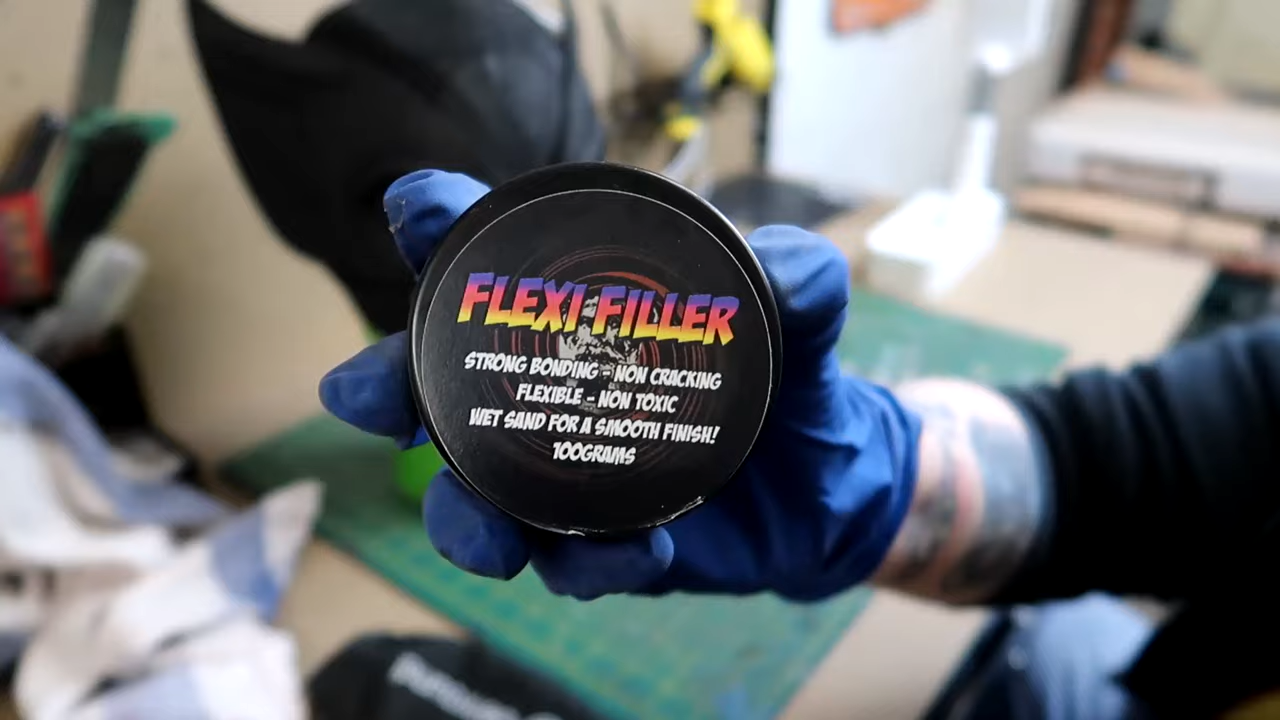 FLEXI FILLER
STRONG BONDING - NON CRACKING
FLEXIBLE - NON TOXIC
WET SAND FOR A SMOOTH FINISH!
100GRAMS